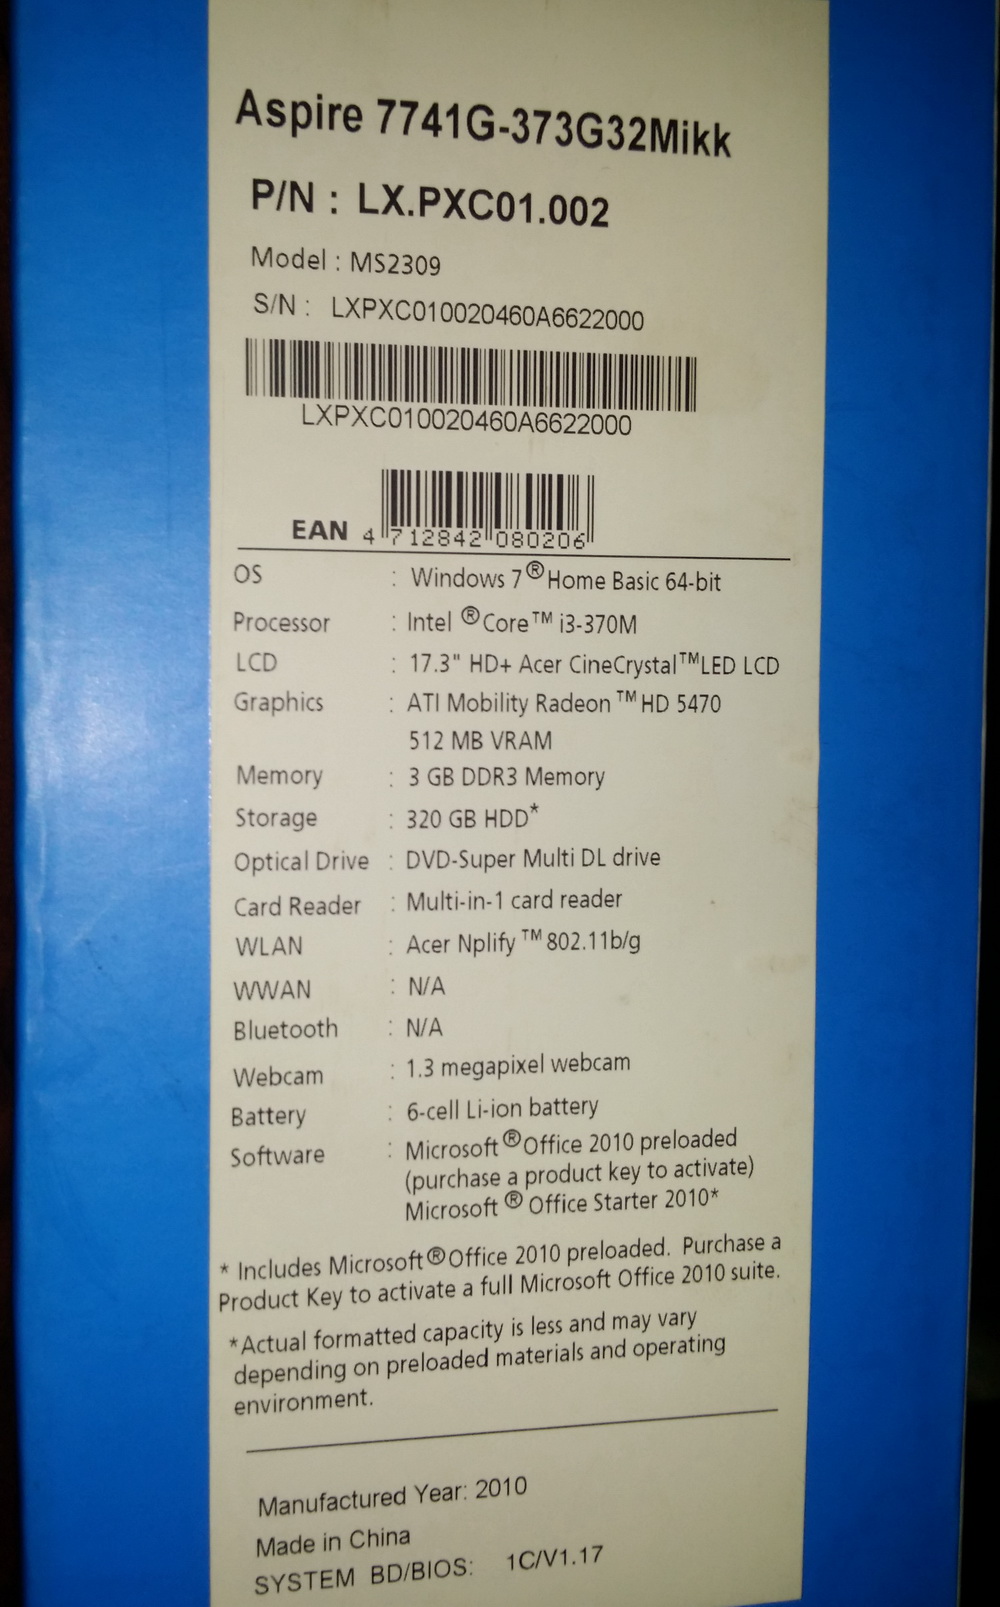 Aspire 7741G-373G32Mikk
P/N : LX.PXC01.002
Model : MS2309
S/N : LXPXC010020460A6622000
LXPXC010020460A6622000
EAN 4 712842 080206
OS : Windows 7® Home Basic 64-bit
Processor : Intel ®Core™ i3-370M
LCD : 17.3" HD+ Acer CineCrystal™LED LCD
Graphics : ATI Mobility Radeon ™ HD 5470
512 MB VRAM
Memory : 3 GB DDR3 Memory
Storage : 320 GB HDD*
Optical Drive : DVD-Super Multi DL drive
Card Reader : Multi-in-1 card reader
WLAN : Acer Nplify ™ 802.11b/g
WWAN : N/A
Bluetooth : N/A
Webcam : 1.3 megapixel webcam
Battery : 6-cell Li-ion battery
Software : Microsoft ®Office 2010 preloaded
(purchase a product key to activate)
Microsoft ® Office Starter 2010*
* Includes Microsoft®Office 2010 preloaded. Purchase a
Product Key to activate a full Microsoft Office 2010 suite.
*Actual formatted capacity is less and may vary
depending on preloaded materials and operating
environment.
Manufactured Year: 2010
Made in China
SYSTEM BD/BIOS: 1C/V1.17